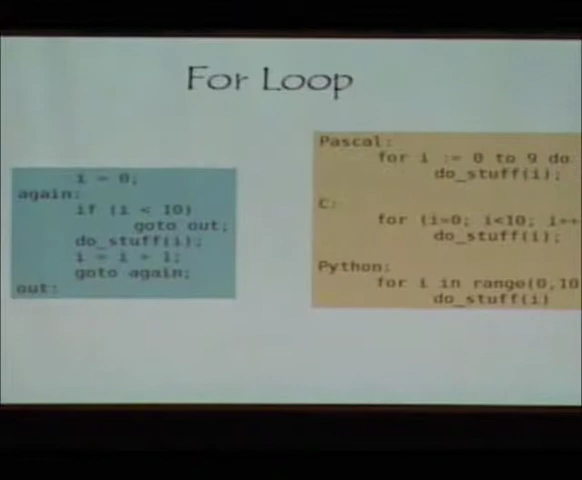 For Loop
i = 0;
again:
if (i < 10)
goto out;
do_stuff(i);
i = i + 1;
goto again;
out:
Pascal:
for i := 0 to 9 do
do_stuff(i);
C:
for (i=0; i<10; i++
do_stuff(i);
Python:
for i in range(0,10
do_stuff(i)